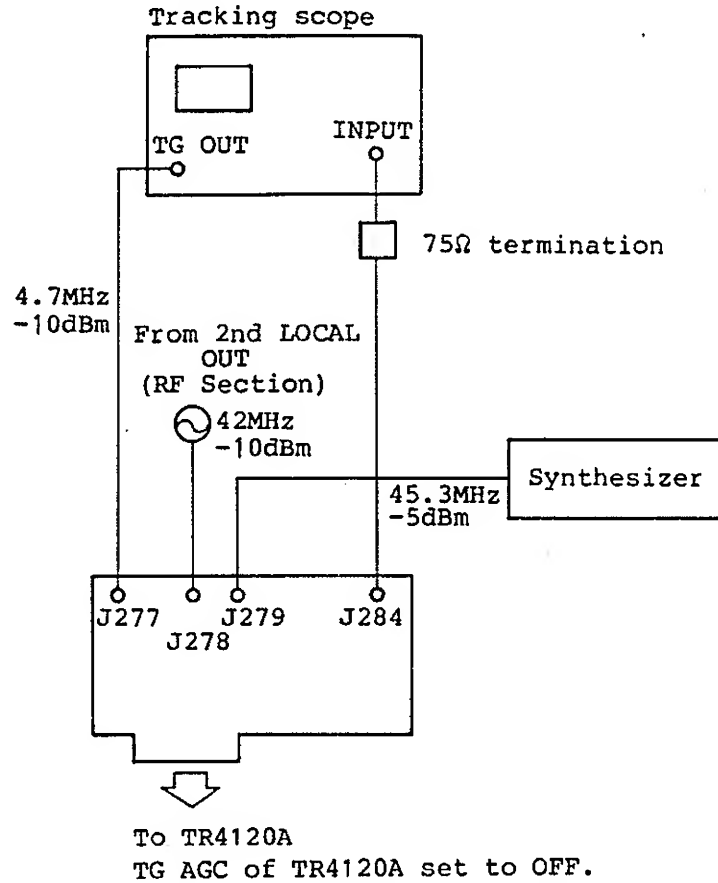 Tracking scope
TG OUT
INPUT
75Ω termination
4.7MHz
-10dBm
From 2nd LOCAL
OUT
(RF Section)
42MHz
-10dBm
Synthesizer
45.3MHz
-5dBm
J277
J278
J279
J284
To TR4120A
TG AGC of TR4120A set to OFF.